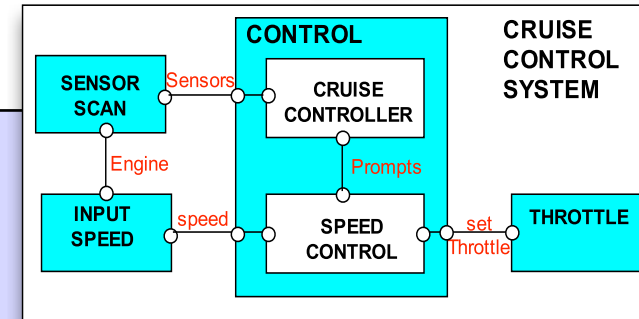 CONTROL
CRUISE
CONTROL
SYSTEM
SENSOR
SCAN
Sensors
CRUISE
CONTROLLER
Engine
Prompts
INPUT
SPEED
speed
SPEED
CONTROL
set
Throttle
THROTTLE